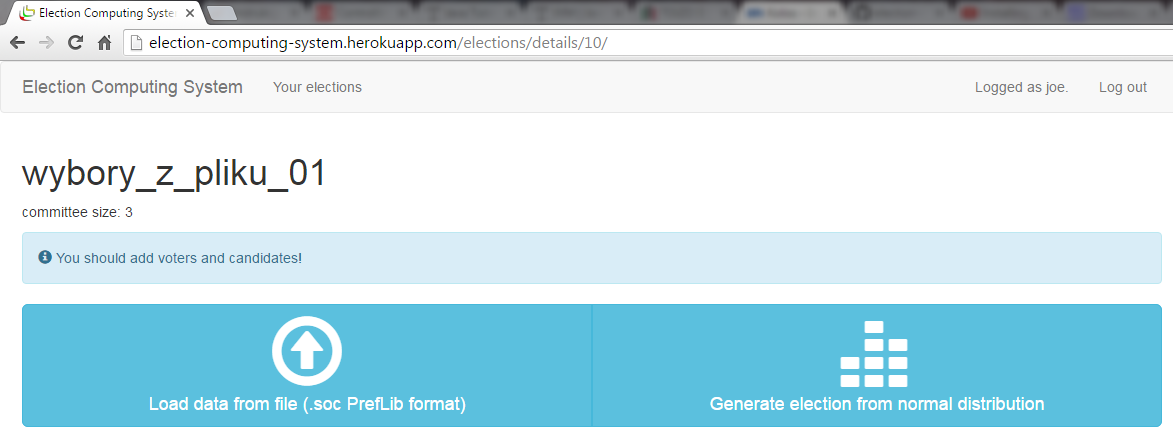 Election Computing Syste
election-computing-system.herokuapp.com/elections/details/10/
Election Computing System Your elections Logged as joe. Log out
wybory_z_pliku_01
committee size: 3
You should add voters and candidates!
Load data from file (.soc PrefLib format) Generate election from normal distribution